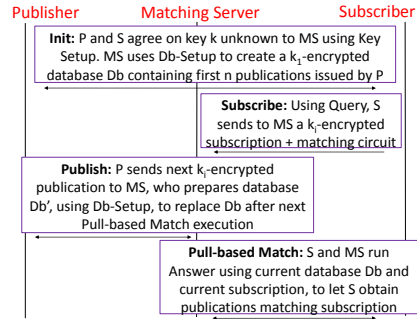 Publisher Matching Server Subscriber
Init: P and S agree on key k unknown to MS using Key
Setup. MS uses Db-Setup to create a k1-encrypted
database Db containing first n publications issued by P
Subscribe: Using Query, S
sends to MS a ki-encrypted
subscription + matching circuit
Publish: P sends next ki-encrypted
publication to MS, who prepares database
Db’, using Db-Setup, to replace Db after next
Pull-based Match execution
Pull-based Match: S and MS run
Answer using current database Db and
current subscription, to let S obtain
publications matching subscription